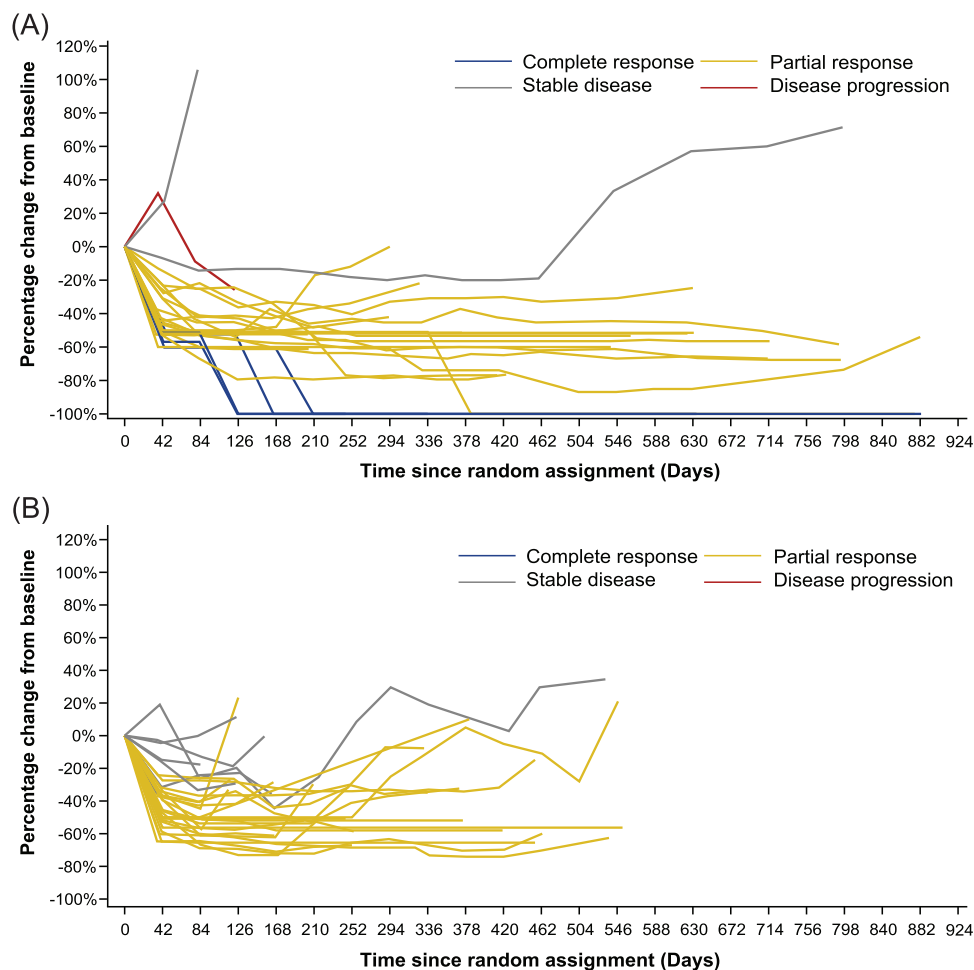 (A)
Percentage change from baseline
120%
100%
80%
60%
40%
20%
0%
-20%
-40%
-60%
-80%
-100%
Complete response
Partial response
Stable disease
Disease progression
0 42 84 126 168 210 252 294 336 378 420 462 504 546 588 630 672 714 756 798 840 882 924
Time since random assignment (Days)
(B)
Percentage change from baseline
120%
100%
80%
60%
40%
20%
0%
-20%
-40%
-60%
-80%
-100%
Complete response
Partial response
Stable disease
Disease progression
0 42 84 126 168 210 252 294 336 378 420 462 504 546 588 630 672 714 756 798 840 882 924
Time since random assignment (Days)